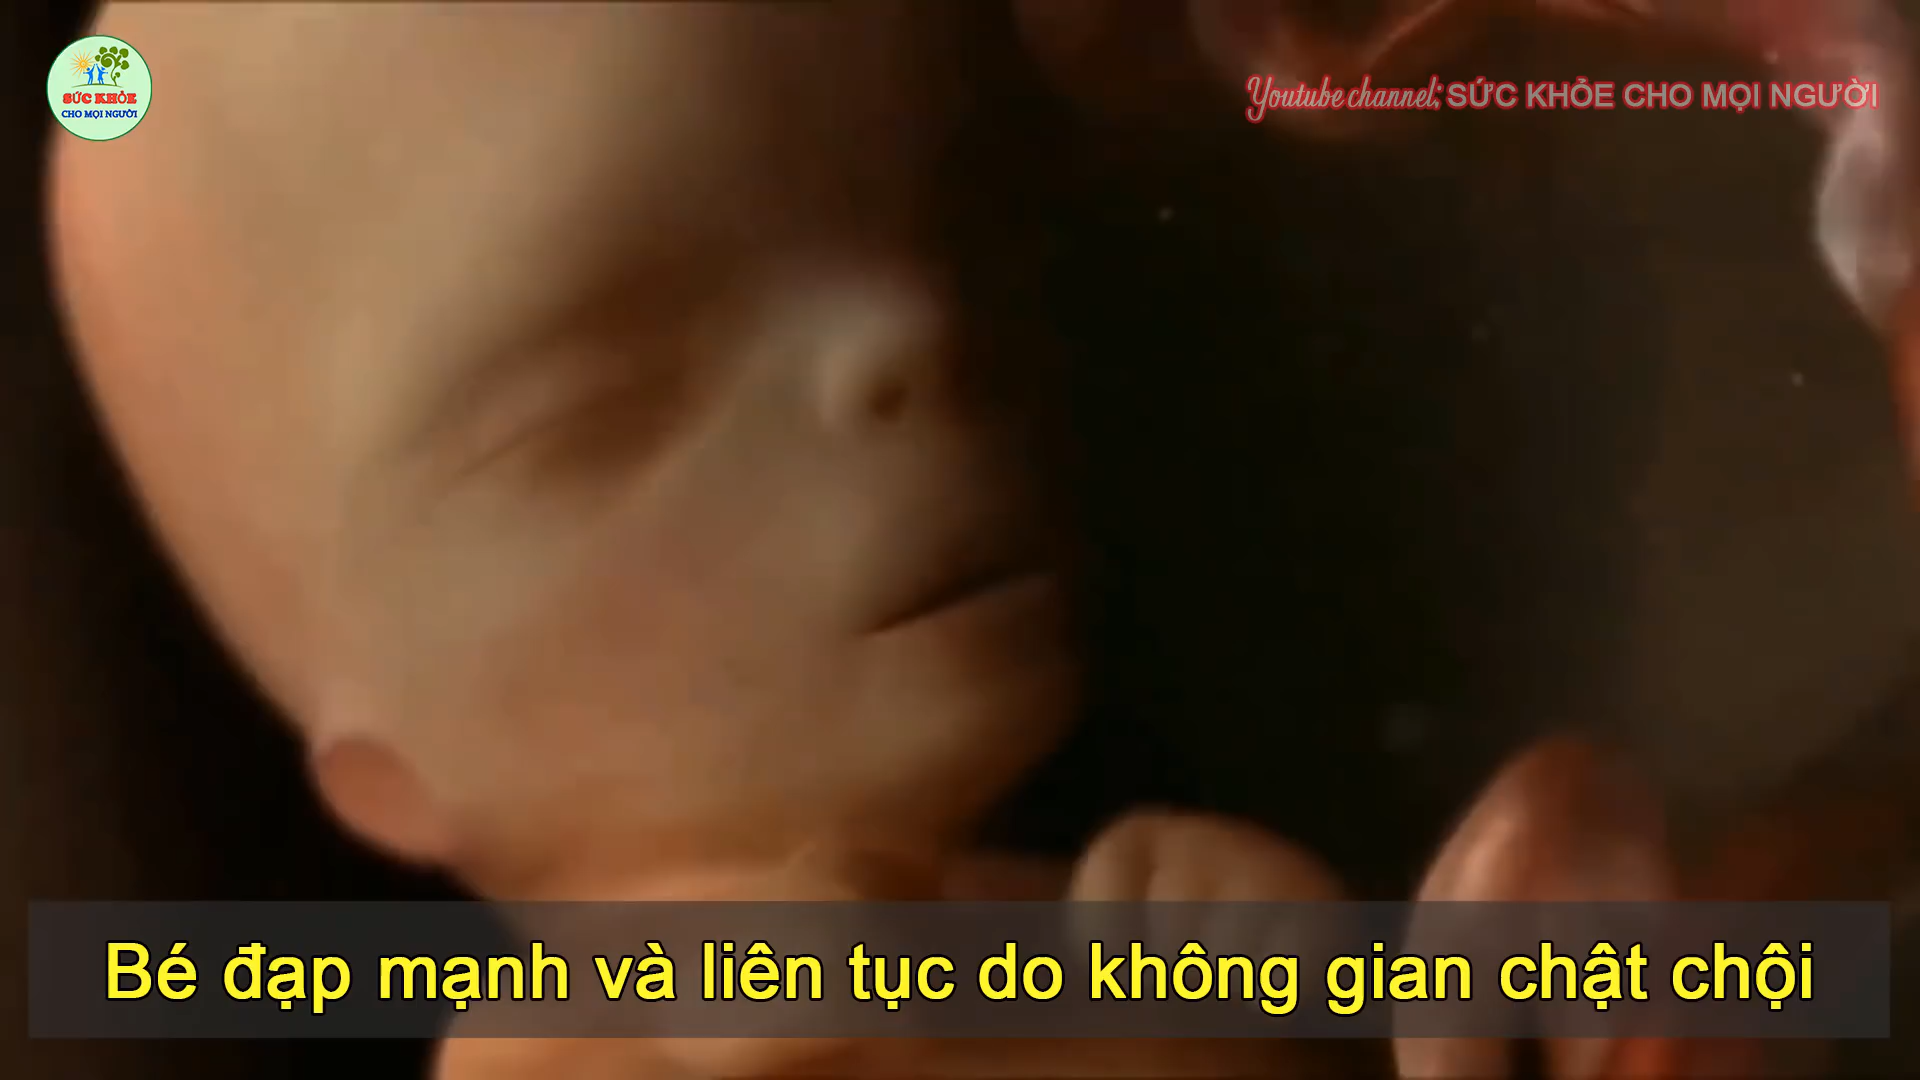 SỨC KHỎE
CHO MỌI NGƯỜI
Youtube channel: SỨC KHỎE CHO MỌI NGƯỜI
Bé đạp mạnh và liên tục do không gian chật chội